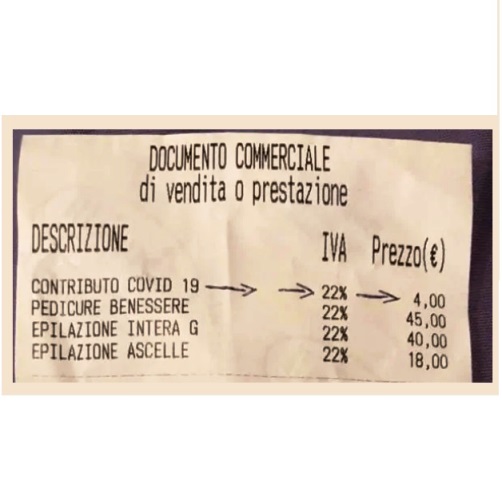 DOCUMENTO COMMERCIALE
di vendita o prestazione
DESCRIZIONE IVA Prezzo(€)
CONTRIBUTO COVID 19 22% 4,00
PEDICURE BENESSERE 22% 45,00
EPILAZIONE INTERA G 22% 40,00
EPILAZIONE ASCELLE 22% 18,00